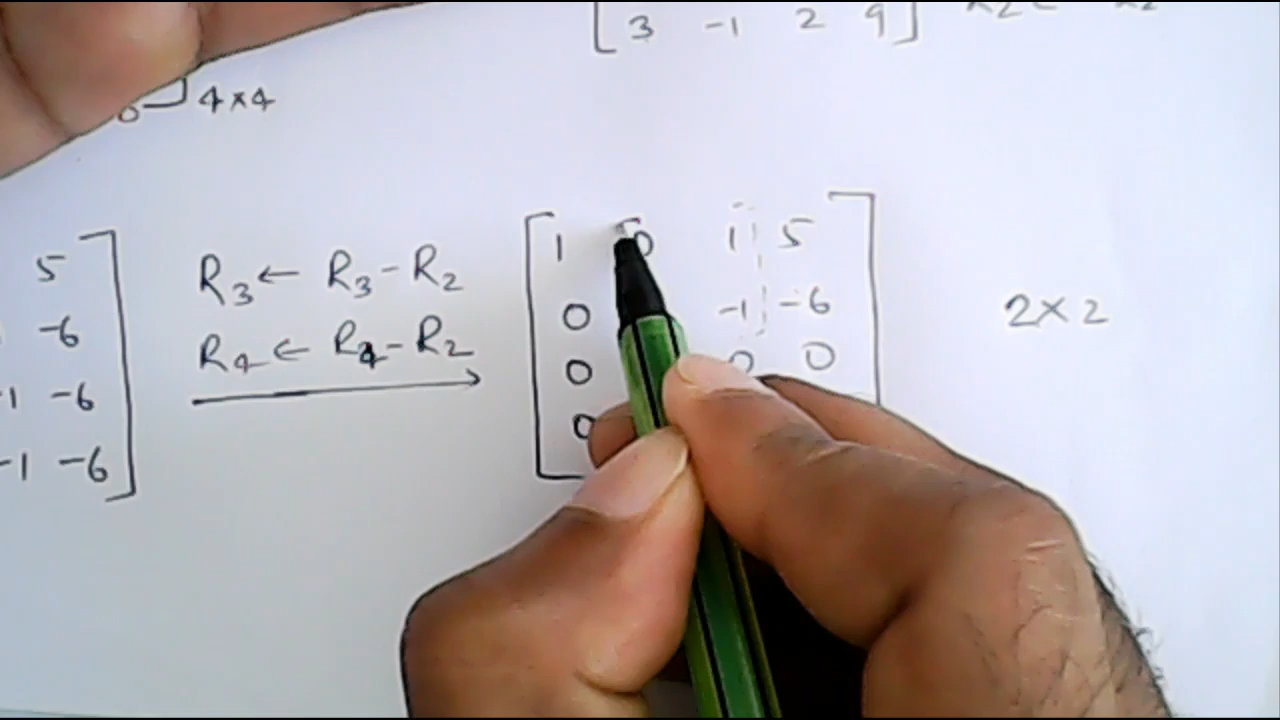 3 -1 2 9
4×4
5
-6
-1 -6
-1 -6
R3 ← R3 - R2
R4 ← R4 - R2
1 0 1 5
0 -1 -6
0 0 0
0
2×2